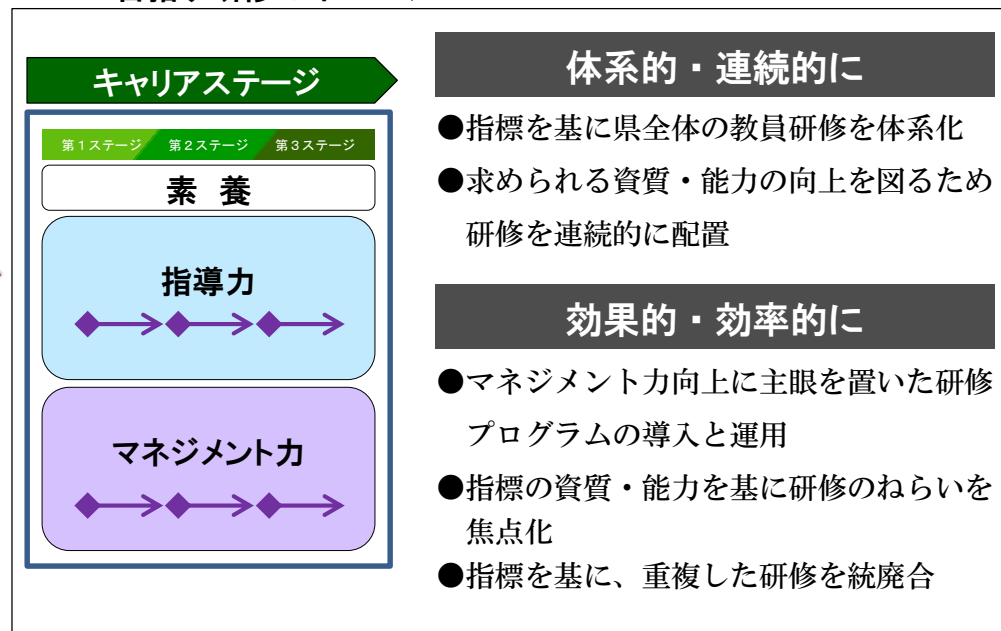 キャリアステージ
第1ステージ 第2ステージ 第3ステージ
素 養
指導力
マネジメント力
体系的・連続的に
●指標を基に県全体の教員研修を体系化
●求められる資質・能力の向上を図るため
研修を連続的に配置
効果的・効率的に
●マネジメント力向上に主眼を置いた研修
プログラムの導入と運用
●指標の資質・能力を基に研修のねらいを
焦点化
●指標を基に、重複した研修を統廃合